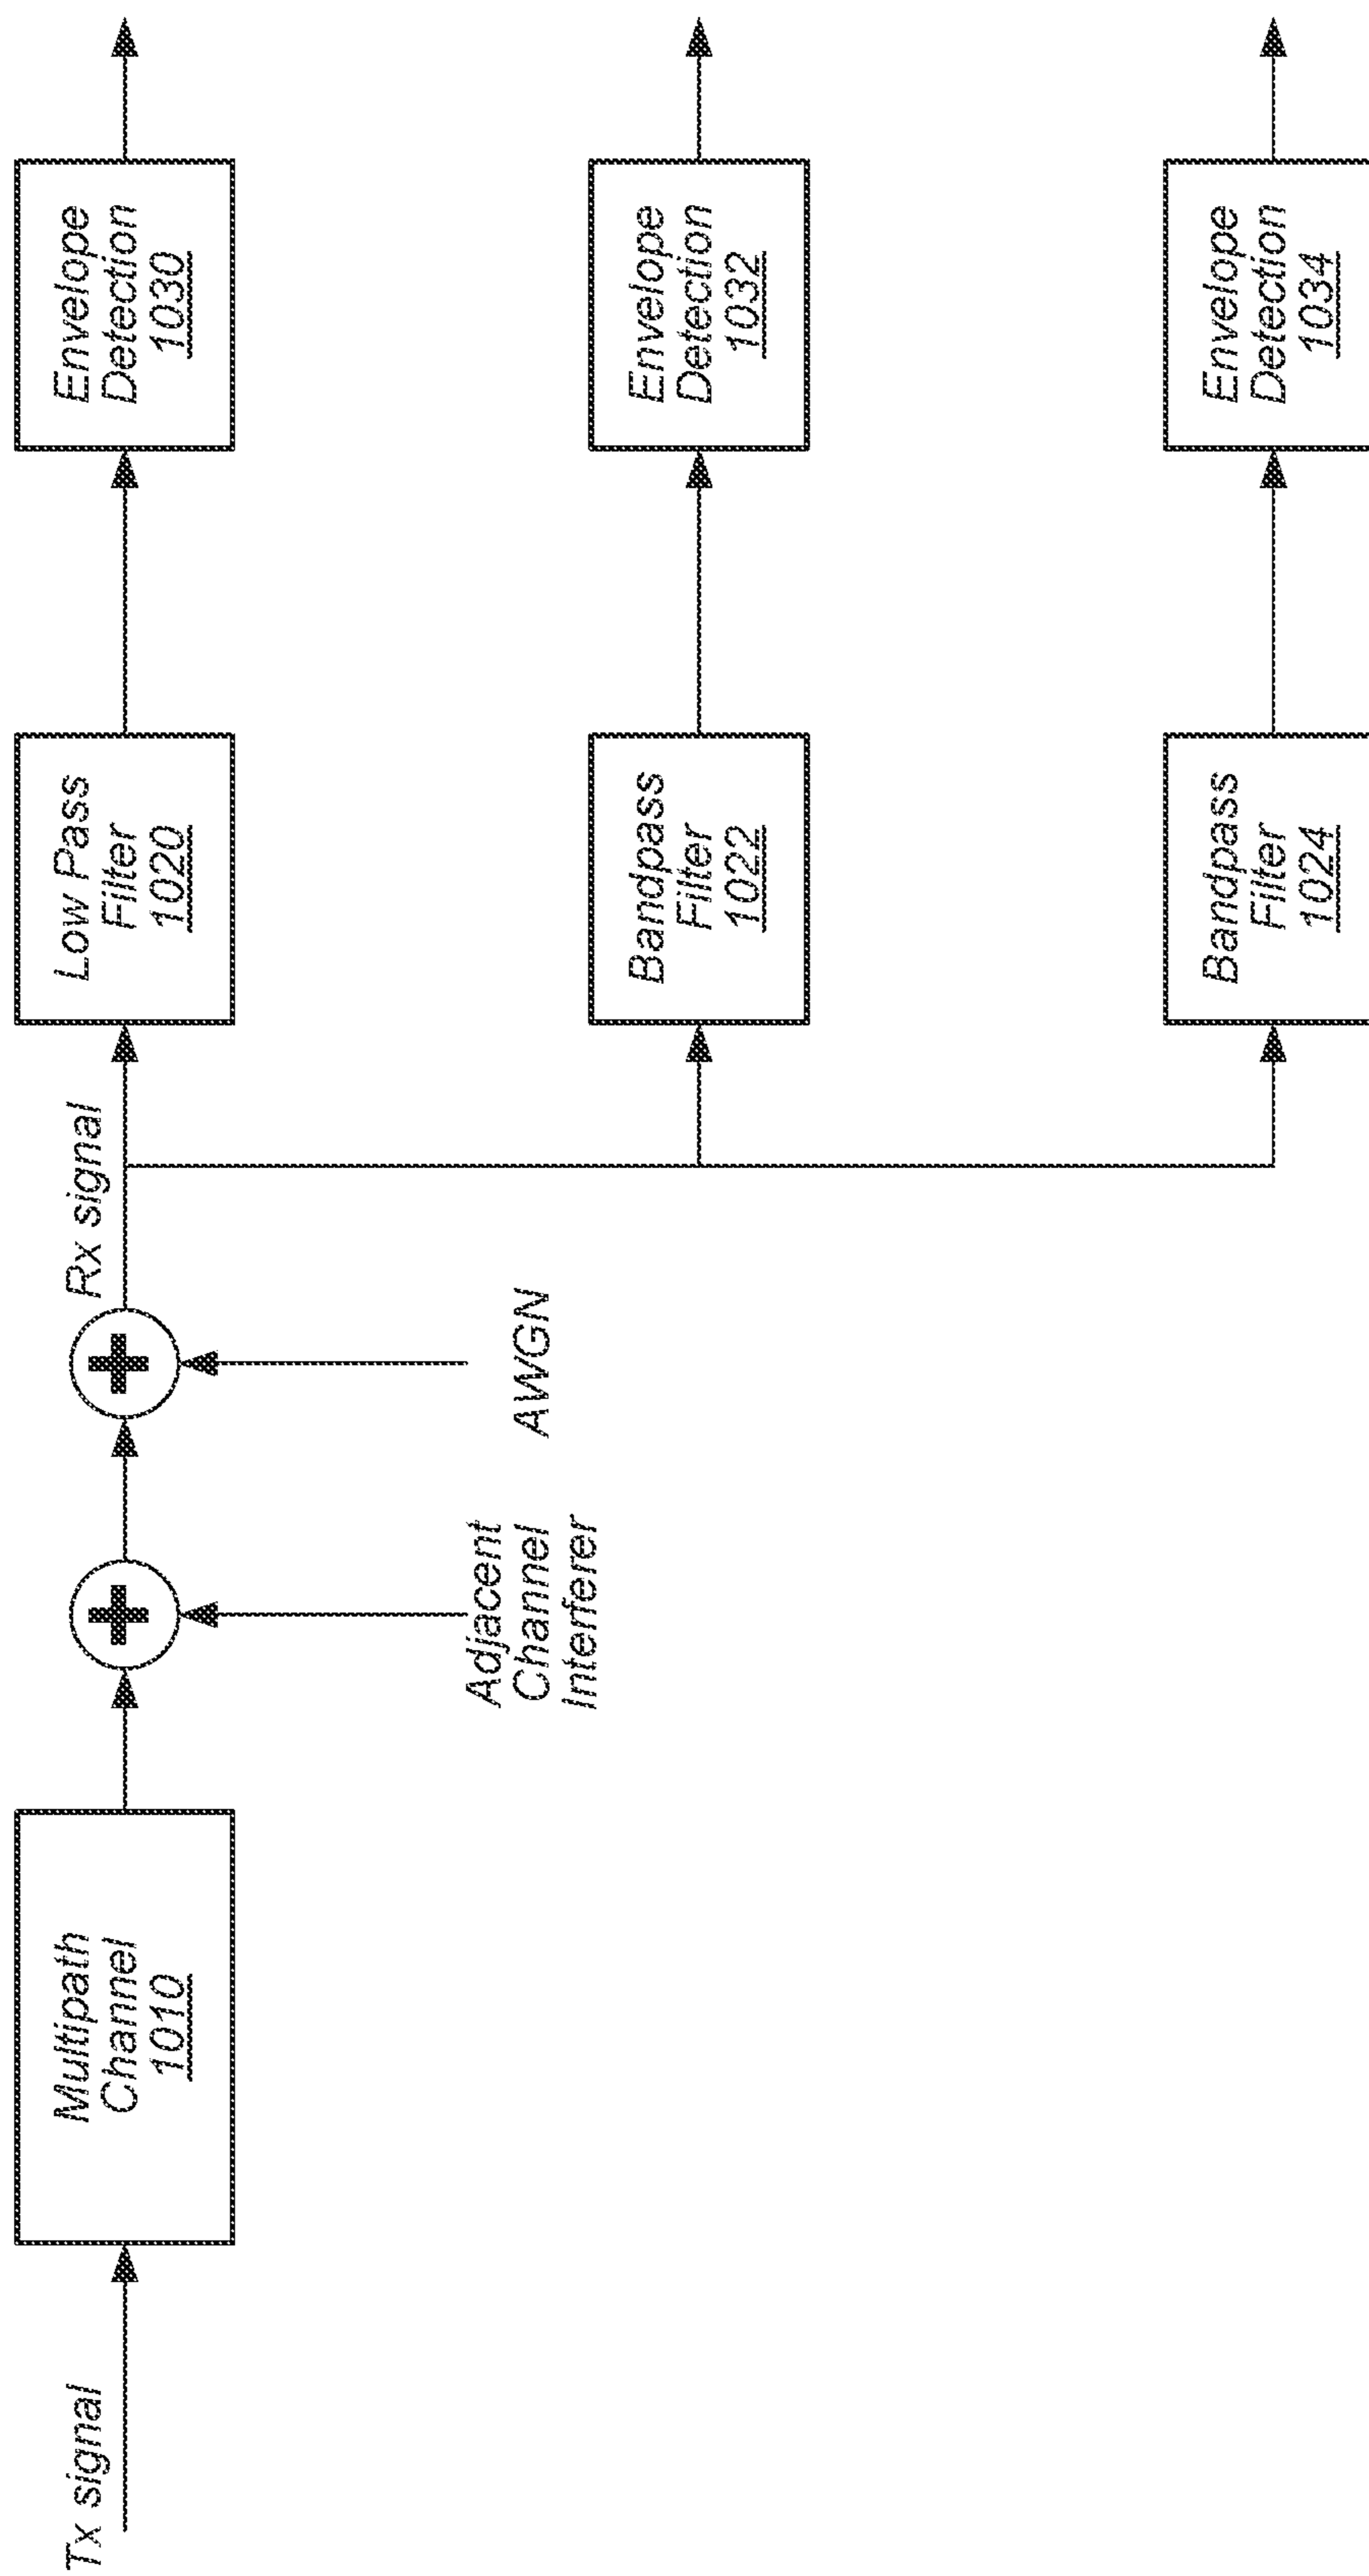 Tx signal
Multipath
Channel
1010
Adjacent
Channel
Interferer
AWGN
Rx signal
Low Pass
Filter
1020
Envelope
Detection
1030
Bandpass
Filter
1022
Envelope
Detection
1032
Bandpass
Filter
1024
Envelope
Detection
1034